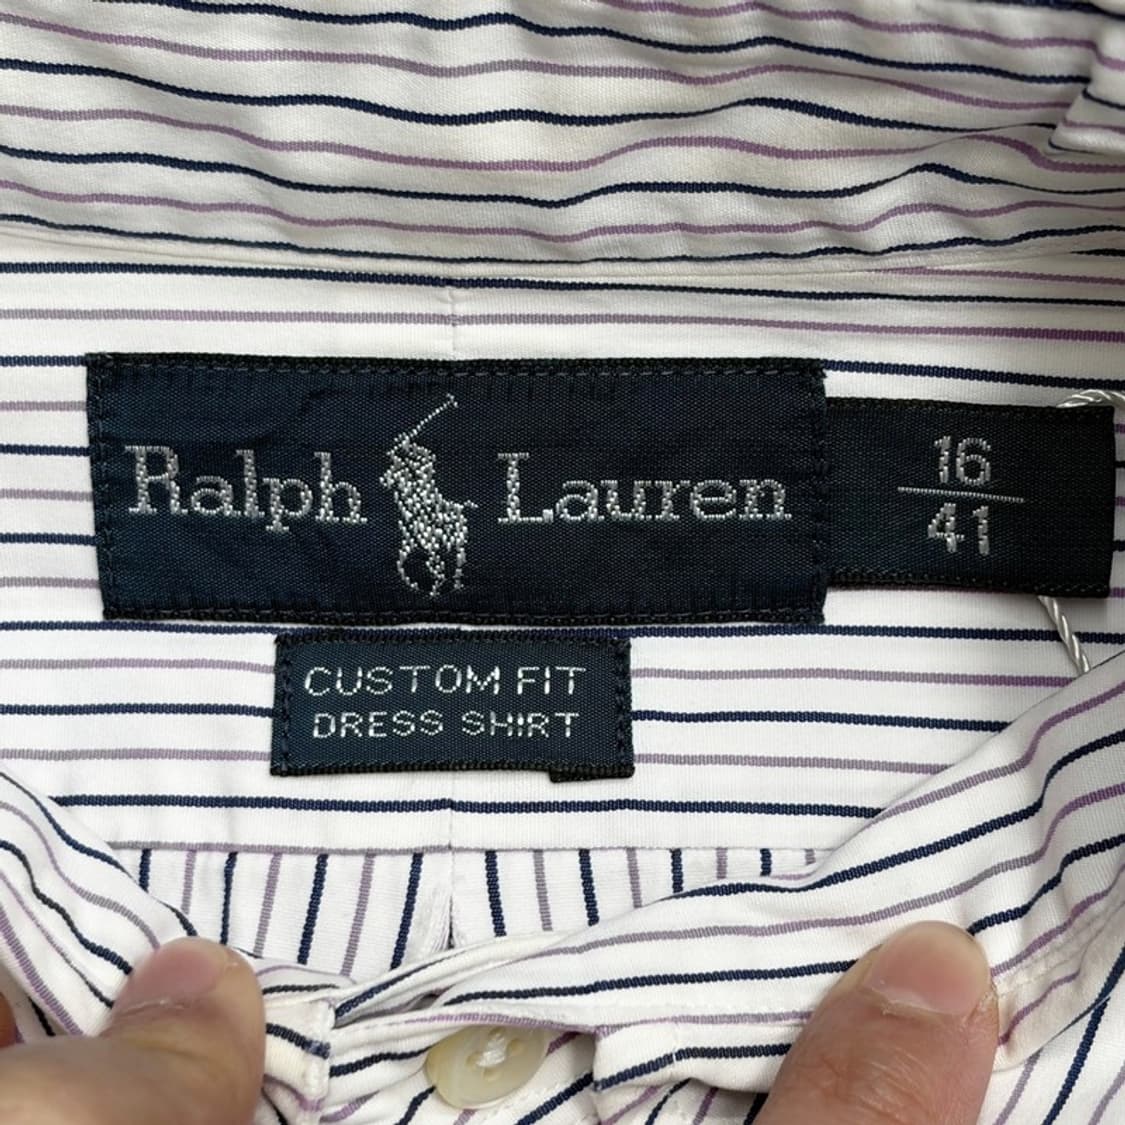 Ralph Lauren
16
41
CUSTOM FIT
DRESS SHIRT